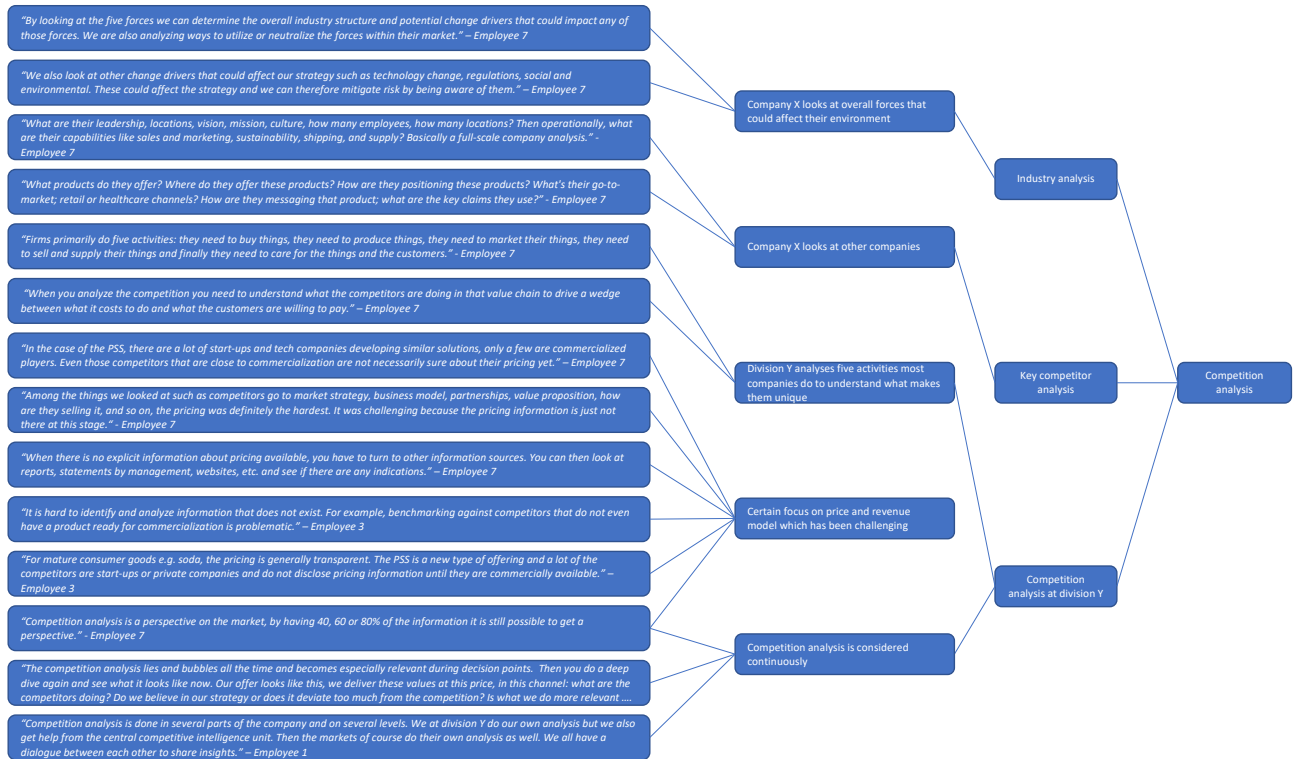 “By looking at the five forces we can determine the overall industry structure and potential change drivers that could impact any of
those forces. We are also analyzing ways to utilize or neutralize the forces within their market.” – Employee 7
“We also look at other change drivers that could affect our strategy such as technology change, regulations, social and
environmental. These could affect the strategy and we can therefore mitigate risk by being aware of them.” – Employee 7
“What are their leadership, locations, vision, mission, culture, how many employees, how many locations? Then operationally, what
are their capabilities like sales and marketing, sustainability, shipping, and supply? Basically a full-scale company analysis.” -
Employee 7
“What products do they offer? Where do they offer these products? How are they positioning these products? What's their go-to-
market; retail or healthcare channels? How are they messaging that product; what are the key claims they use?” - Employee 7
“Firms primarily do five activities: they need to buy things, they need to produce things, they need to market their things, they need
to sell and supply their things and finally they need to care for the things and the customers.” - Employee 7
“When you analyze the competition you need to understand what the competitors are doing in that value chain to drive a wedge
between what it costs to do and what the customers are willing to pay.” – Employee 7
“In the case of the PSS, there are a lot of start-ups and tech companies developing similar solutions, only a few are commercialized
players. Even those competitors that are close to commercialization are not necessarily sure about their pricing yet.” – Employee 7
“Among the things we looked at such as competitors go to market strategy, business model, partnerships, value proposition, how
are they selling it, and so on, the pricing was definitely the hardest. It was challenging because the pricing information is just not
there at this stage.” - Employee 7
“When there is no explicit information about pricing available, you have to turn to other information sources. You can then look at
reports, statements by management, websites, etc. and see if there are any indications.” – Employee 7
“It is hard to identify and analyze information that does not exist. For example, benchmarking against competitors that do not even
have a product ready for commercialization is problematic.” – Employee 3
“For mature consumer goods e.g. soda, the pricing is generally transparent. The PSS is a new type of offering and a lot of the
competitors are start-ups or private companies and do not disclose pricing information until they are commercially available.” –
Employee 3
“Competition analysis is a perspective on the market, by having 40, 60 or 80% of the information it is still possible to get a
perspective.” - Employee 7
“The competition analysis lies and bubbles all the time and becomes especially relevant during decision points. Then you do a deep
dive again and see what it looks like now. Our offer looks like this, we deliver these values at this price, in this channel: what are the
competitors doing? Do we believe in our strategy or does it deviate too much from the competition? Is what we do more relevant ….
“Competition analysis is done in several parts of the company and on several levels. We at division Y do our own analysis but we also
get help from the central competitive intelligence unit. Then the markets of course do their own analysis as well. We all have a
dialogue between each other to share insights.” – Employee 1
Company X looks at overall forces that
could affect their environment
Company X looks at other companies
Division Y analyses five activities most
companies do to understand what makes
them unique
Certain focus on price and revenue
model which has been challenging
Competition analysis is considered
continuously
Industry analysis
Key competitor
analysis
Competition
analysis at division Y
Competition
analysis